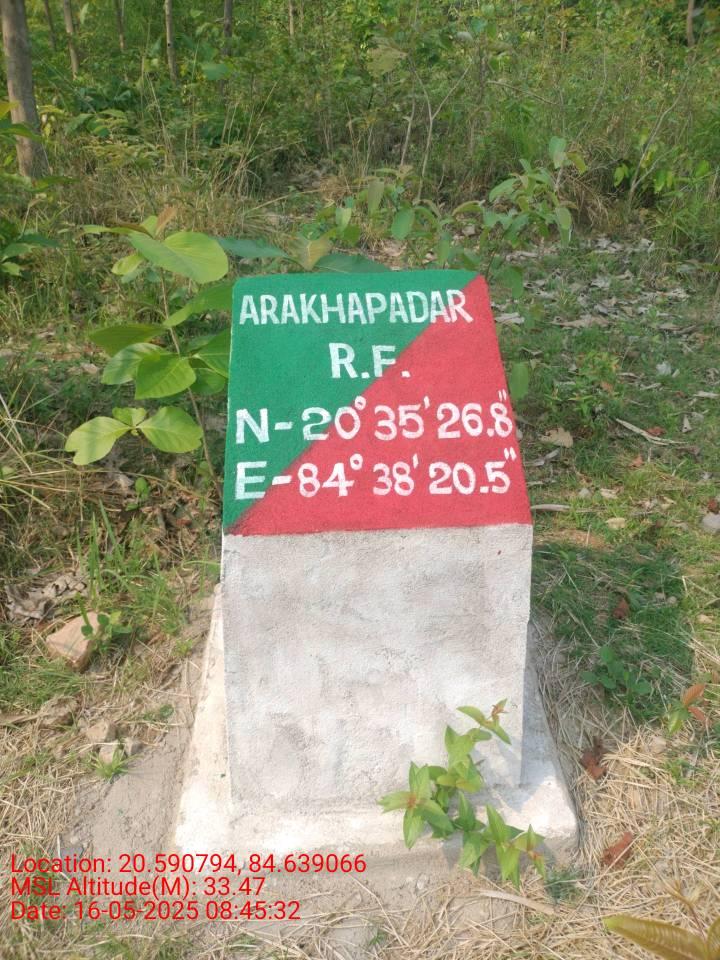 ARAKHAPADAR
R.F.
N-20° 35' 26.8"
E-84° 38' 20.5"
Location: 20.590794, 84.639066
MSL Altitude(M): 33.47
Date: 16-05-2025 08:45:32